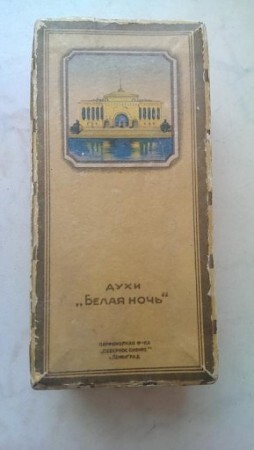 ДУХИ
„БЕЛАЯ НОЧЬ“
ПАРФЮМЕРНАЯ Ф-КА
„СЕВЕРНОЕ СИЯНИЕ“
ЛЕНИНГРАД